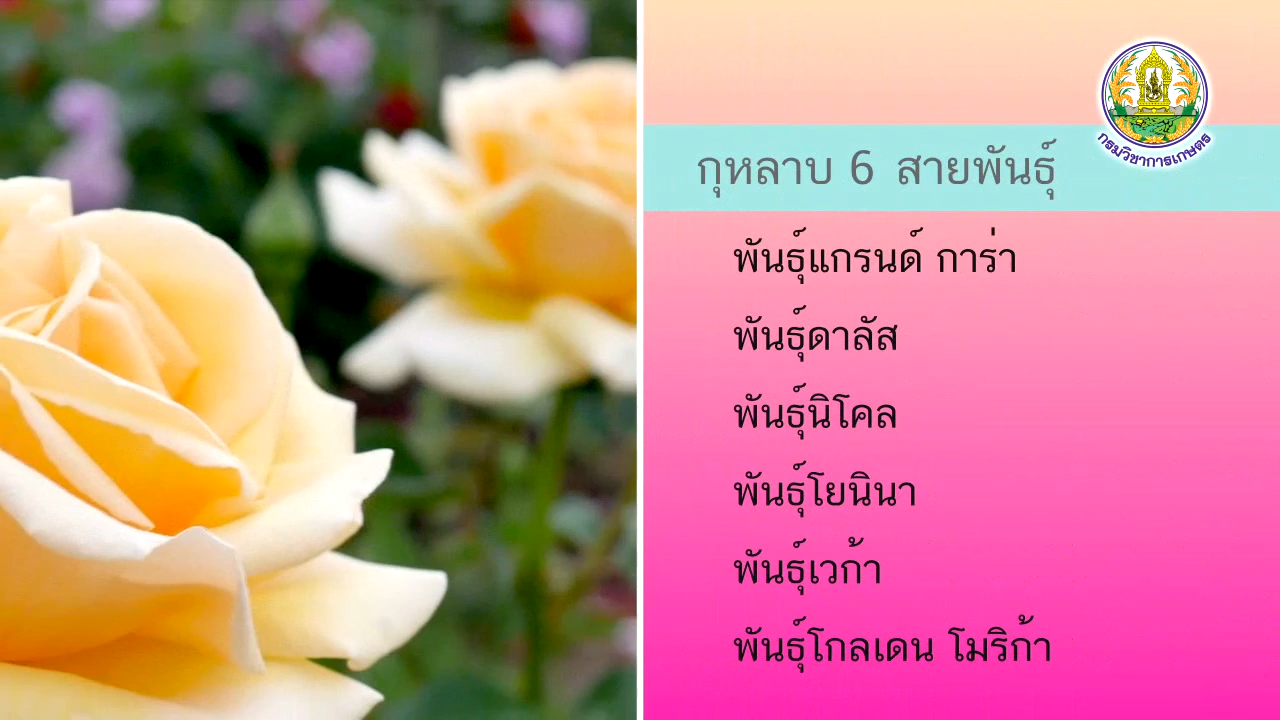 กรมวิชาการเกษตร
กุหลาบ 6 สายพันธุ์
พันธุ์แกรนด์ การ่า
พันธุ์ดาลัส
พันธุ์นิโคล
พันธุ์โยนินา
พันธุ์เวก้า
พันธุ์โกลเดน โมริก้า